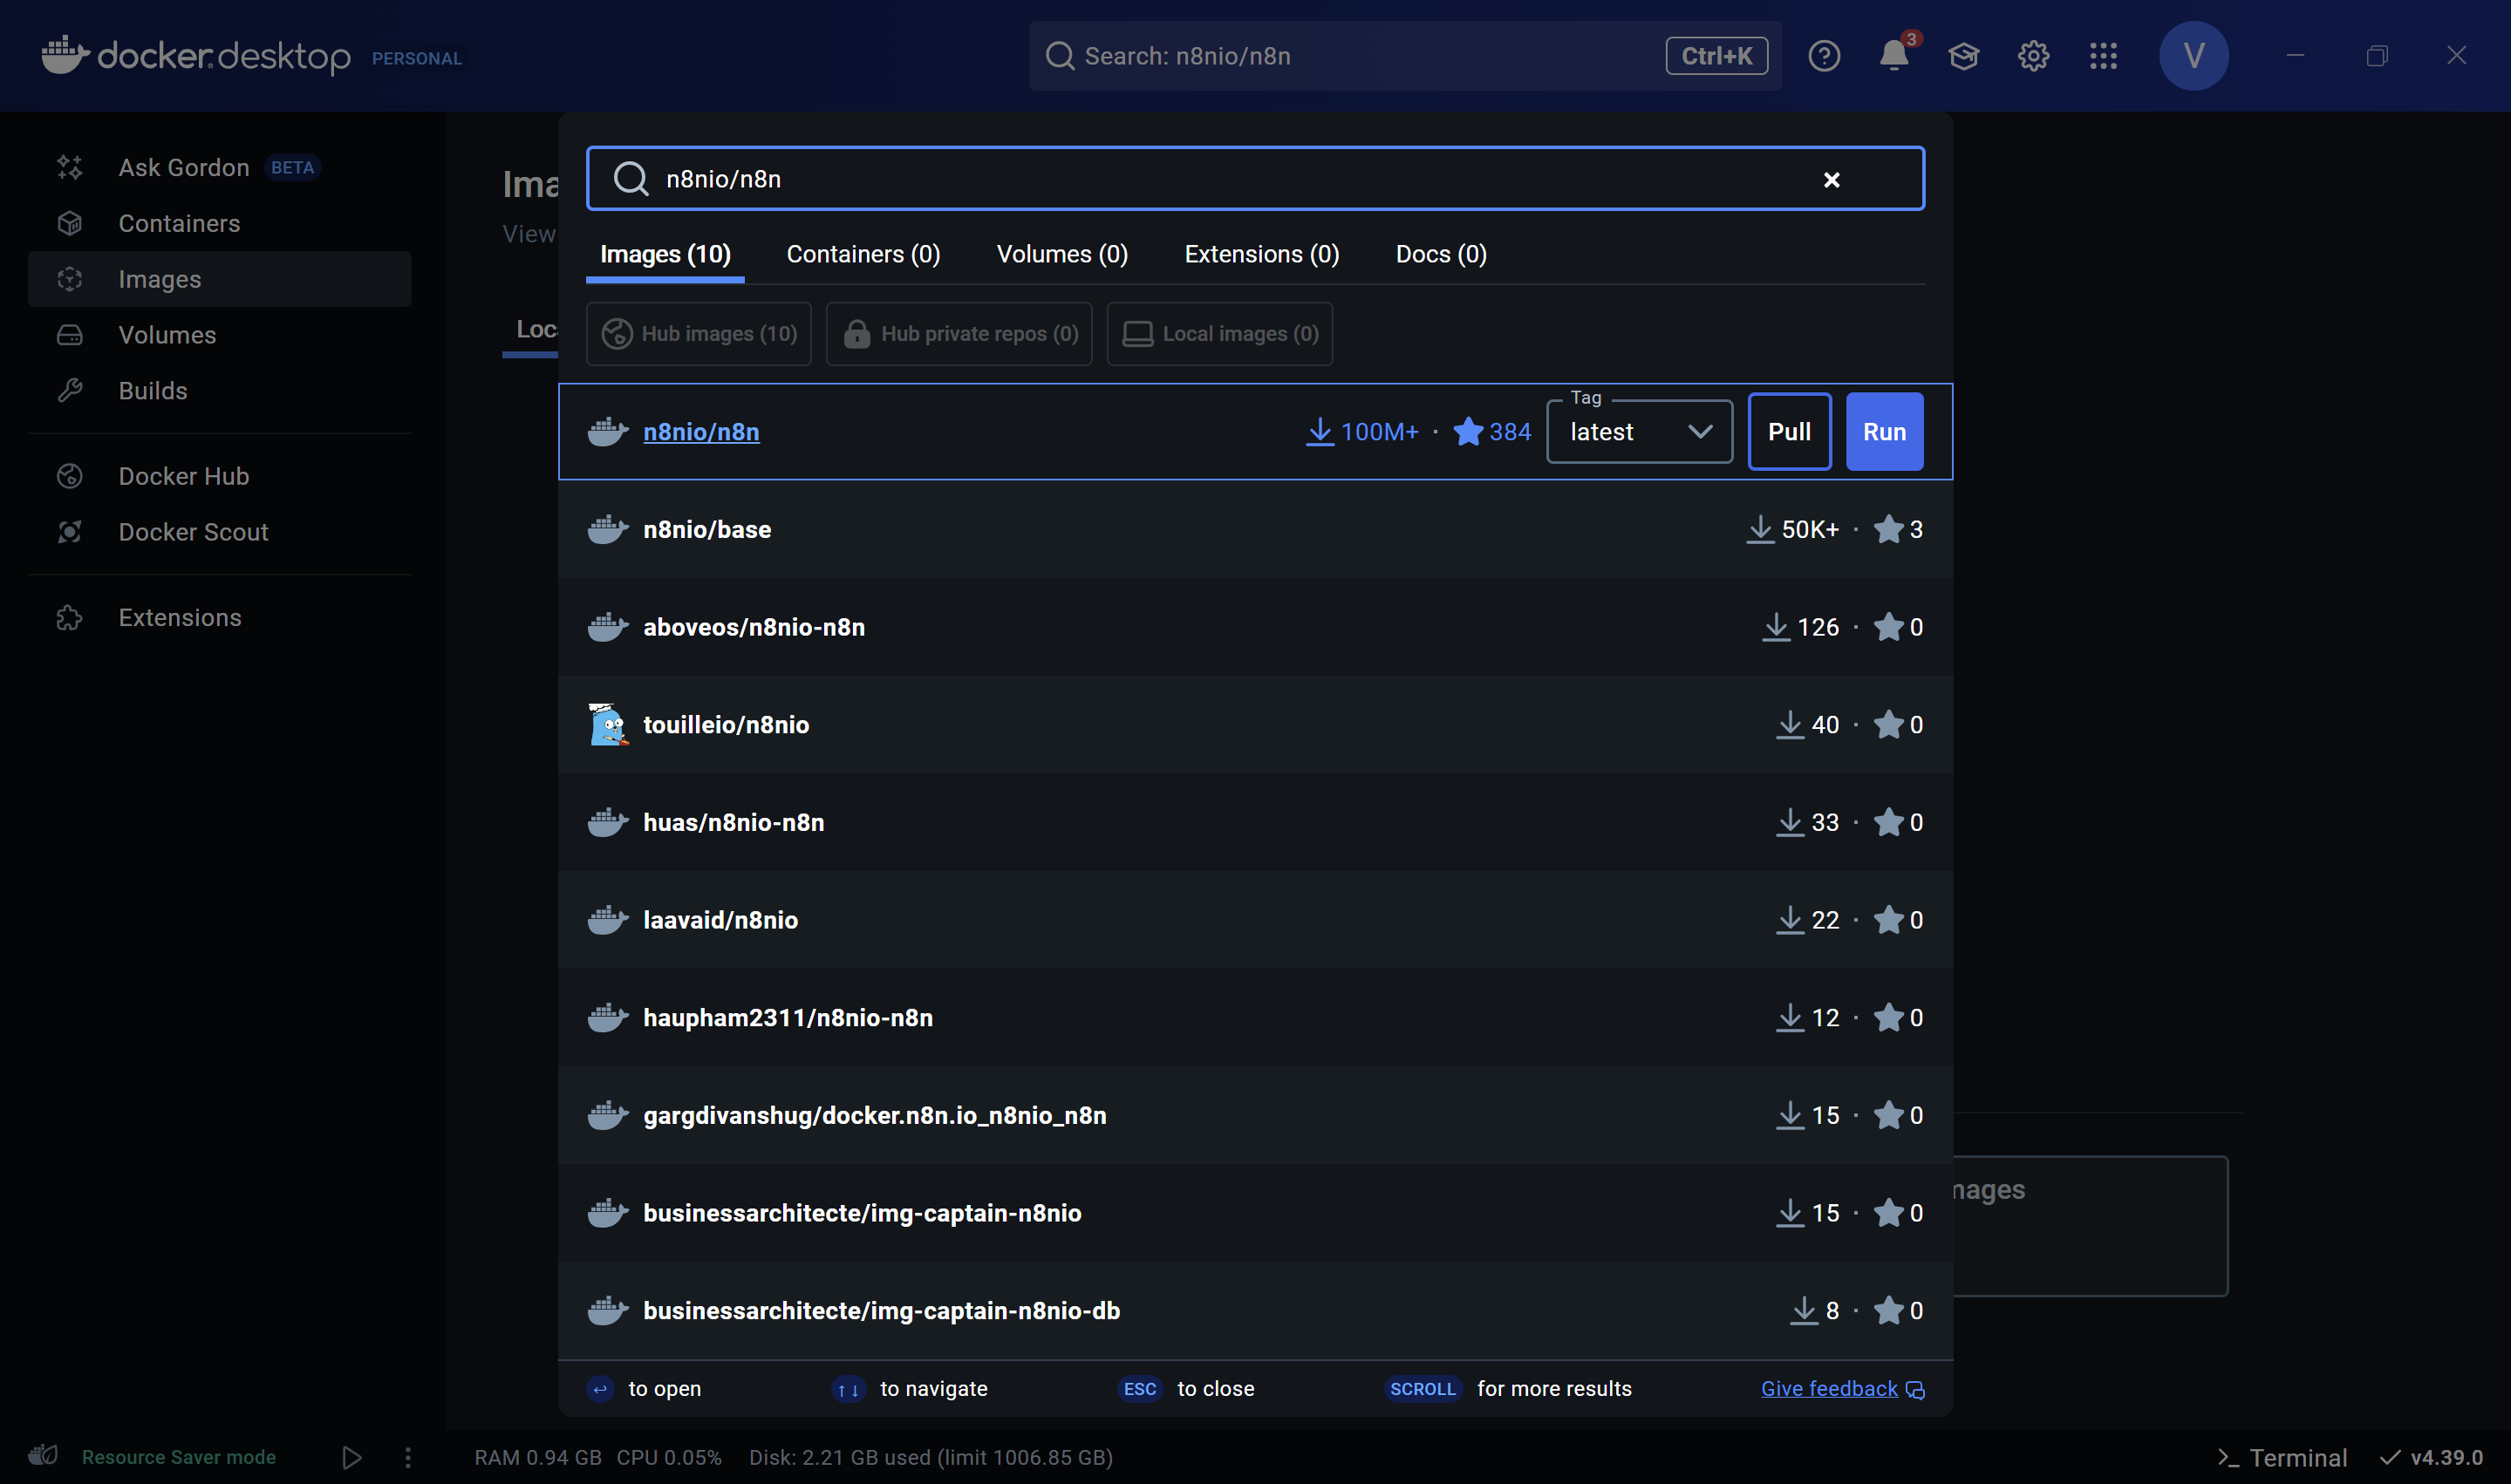 docker.desktop PERSONAL
Search: n8nio/n8n
Ctrl+K
3
V
Ask Gordon BETA
Containers
Images
Volumes
Builds
Docker Hub
Docker Scout
Extensions
Ima
View
Loc
n8nio/n8n
Images (10)
Containers (0)
Volumes (0)
Extensions (0)
Docs (0)
Hub images (10)
Hub private repos (0)
Local images (0)
n8nio/n8n 100M+ · 384
Tag
latest
Pull
Run
n8nio/base 50K+ · 3
aboveos/n8nio-n8n 126 · 0
touilleio/n8nio 40 · 0
huas/n8nio-n8n 33 · 0
laavaid/n8nio 22 · 0
haupham2311/n8nio-n8n 12 · 0
gargdivanshug/docker.n8n.io_n8nio_n8n 15 · 0
businessarchitecte/img-captain-n8nio 15 · 0
businessarchitecte/img-captain-n8nio-db 8 · 0
mages
to open
to navigate
ESC to close
SCROLL for more results
Give feedback
Resource Saver mode
RAM 0.94 GB CPU 0.05% Disk: 2.21 GB used (limit 1006.85 GB)
Terminal
v4.39.0